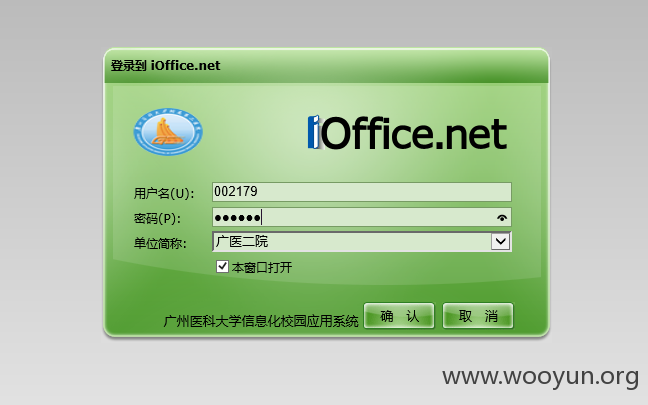 登录到 iOffice.net
iOffice.net
用户名(U): 002179
密码(P): ●●●●●●
单位简称: 广医二院
本窗口打开
广州医科大学信息化校园应用系统 确 认 取 消
www.wooyun.org